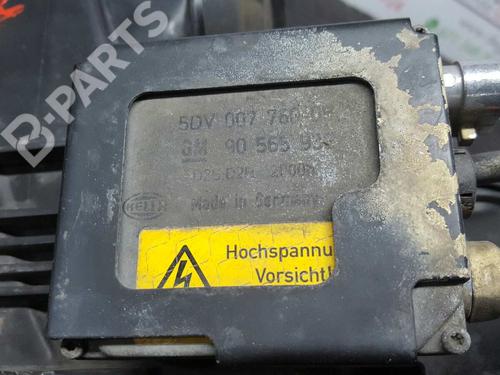 B-PARTS
5DV 007 760
GM 90 565 93
Made in Germany
HELLA
Hochspannu
Vorsicht!